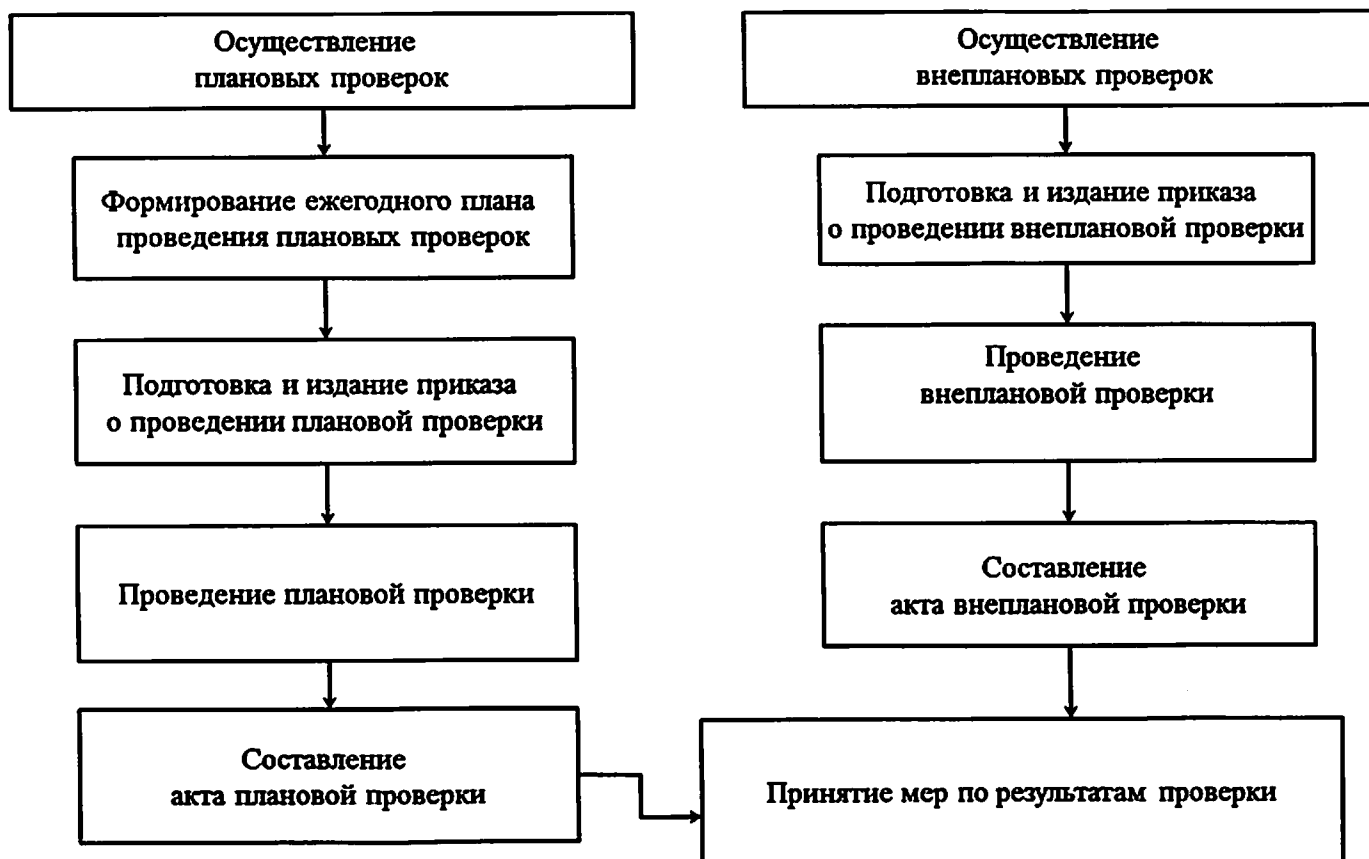 Осуществление
плановых проверок
Формирование ежегодного плана
проведения плановых проверок
Подготовка и издание приказа
о проведении плановой проверки
Проведение плановой проверки
Составление
акта плановой проверки
Осуществление
внеплановых проверок
Подготовка и издание приказа
о проведении внеплановой проверки
Проведение
внеплановой проверки
Составление
акта внеплановой проверки
Принятие мер по результатам проверки